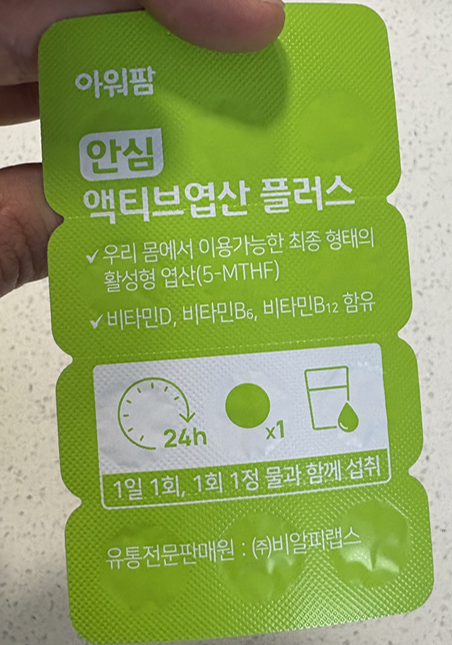 아워팜
안심
액티브엽산 플러스
✓우리 몸에서 이용가능한 최종 형태의
활성형 엽산(5-MTHF)
✓비타민D, 비타민B₆, 비타민B₁₂ 함유
24h
x1
1일 1회, 1회 1정 물과 함께 섭취
유통전문판매원 : ㈜비알피랩스